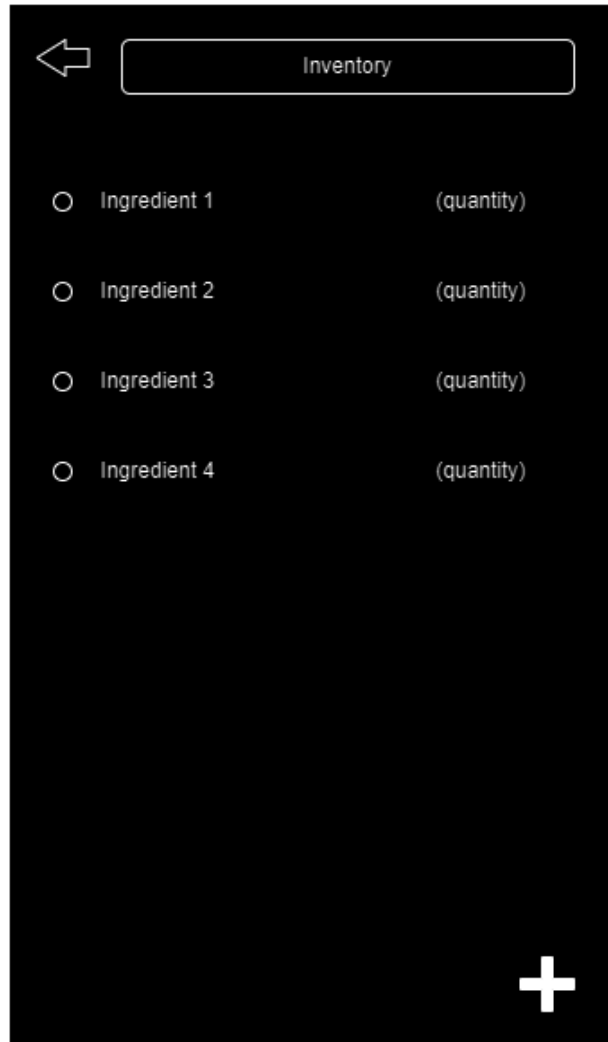 Inventory
Ingredient 1 (quantity)
Ingredient 2 (quantity)
Ingredient 3 (quantity)
Ingredient 4 (quantity)